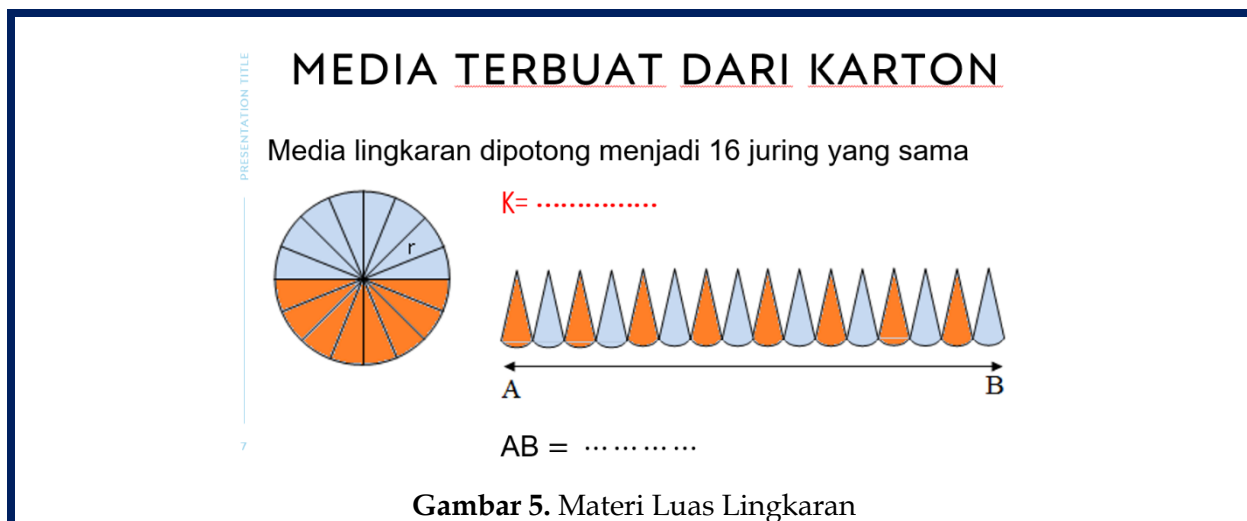 PRESENTATION TITLE
MEDIA TERBUAT DARI KARTON
Media lingkaran dipotong menjadi 16 juring yang sama
r
K= ...............
A
B
7
AB = …………
Gambar 5. Materi Luas Lingkaran